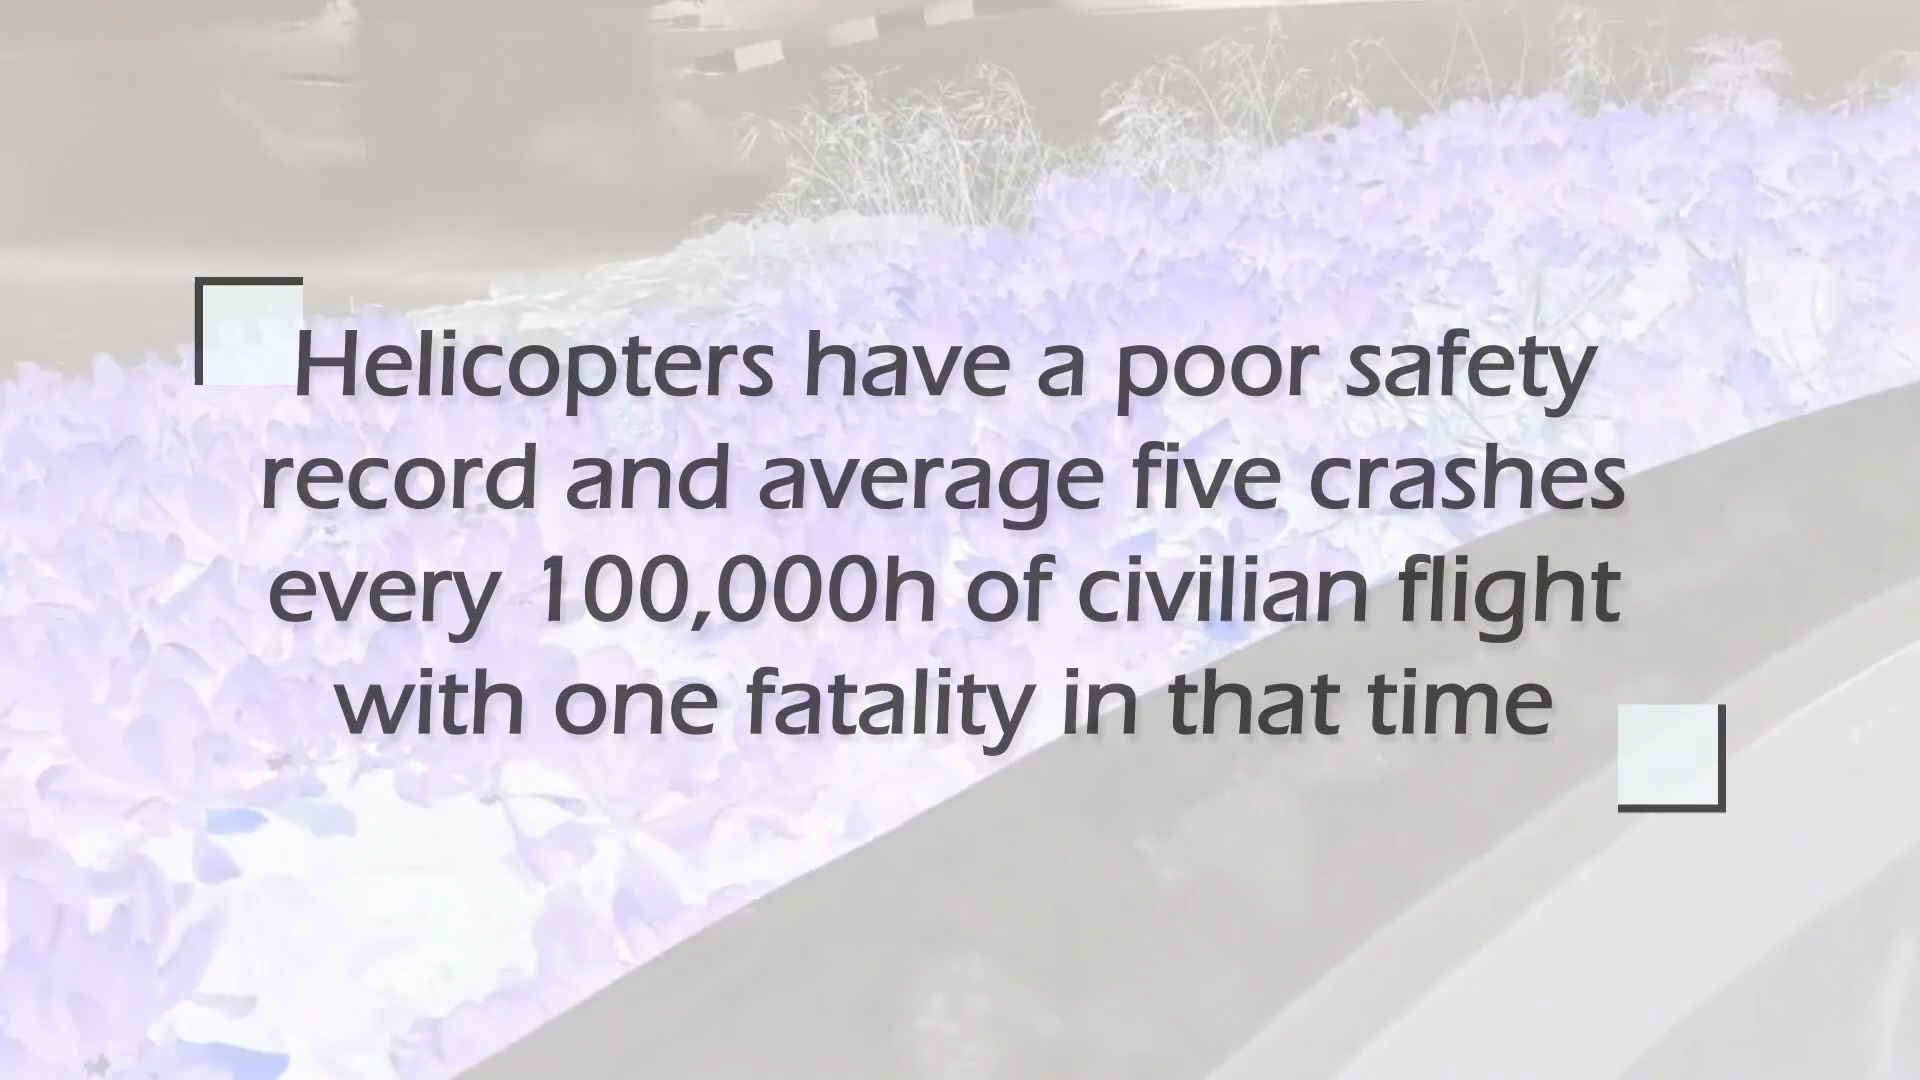 Helicopters have a poor safety
record and average five crashes
every 100,000h of civilian flight
with one fatality in that time